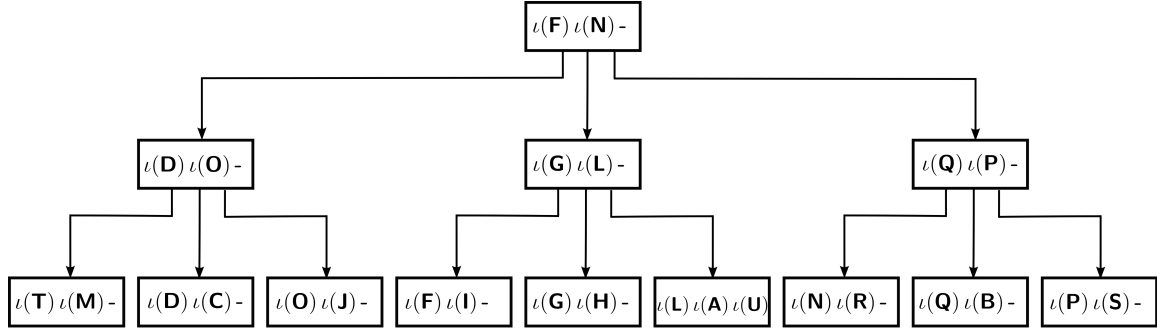 ι(F) ι(N) -
ι(D) ι(O) -
ι(G) ι(L) -
ι(Q) ι(P) -
ι(T) ι(M) -
ι(D) ι(C) -
ι(O) ι(J) -
ι(F) ι(I) -
ι(G) ι(H) -
ι(L) ι(A) ι(U)
ι(N) ι(R) -
ι(Q) ι(B) -
ι(P) ι(S) -